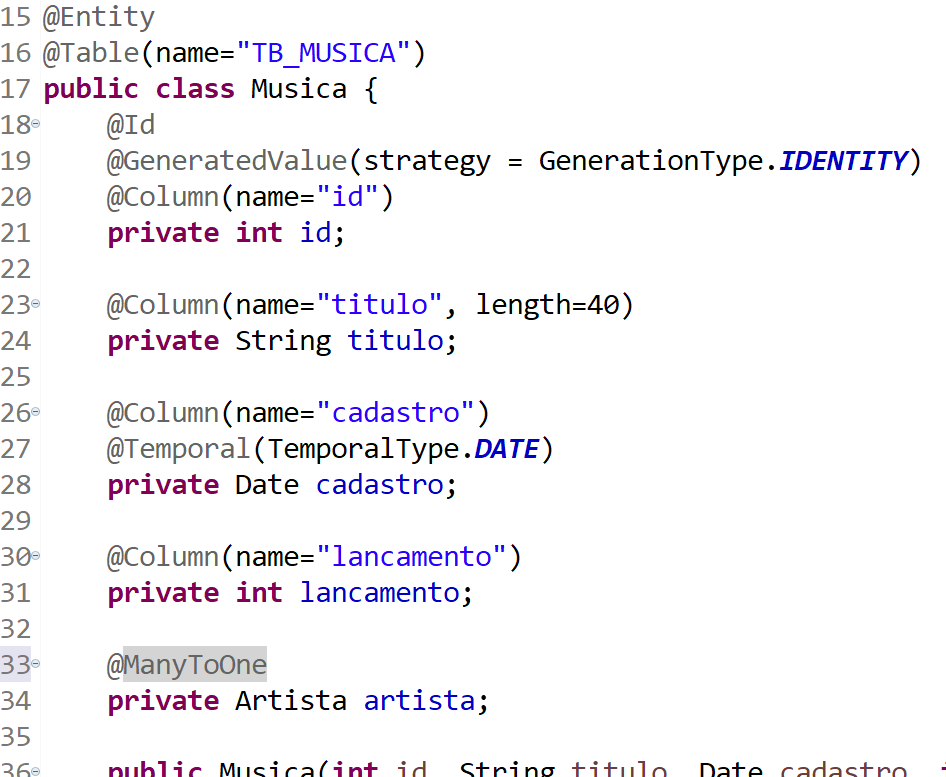 15 @Entity
16 @Table(name="TB_MUSICA")
17 public class Musica {
18 @Id
19 @GeneratedValue(strategy = GenerationType.IDENTITY)
20 @Column(name="id")
21 private int id;
22
23 @Column(name="titulo", length=40)
24 private String titulo;
25
26 @Column(name="cadastro")
27 @Temporal(TemporalType.DATE)
28 private Date cadastro;
29
30 @Column(name="lancamento")
31 private int lancamento;
32
33 @ManyToOne
34 private Artista artista;
35
36 public Musica(int id, String titulo, Date cadastro,